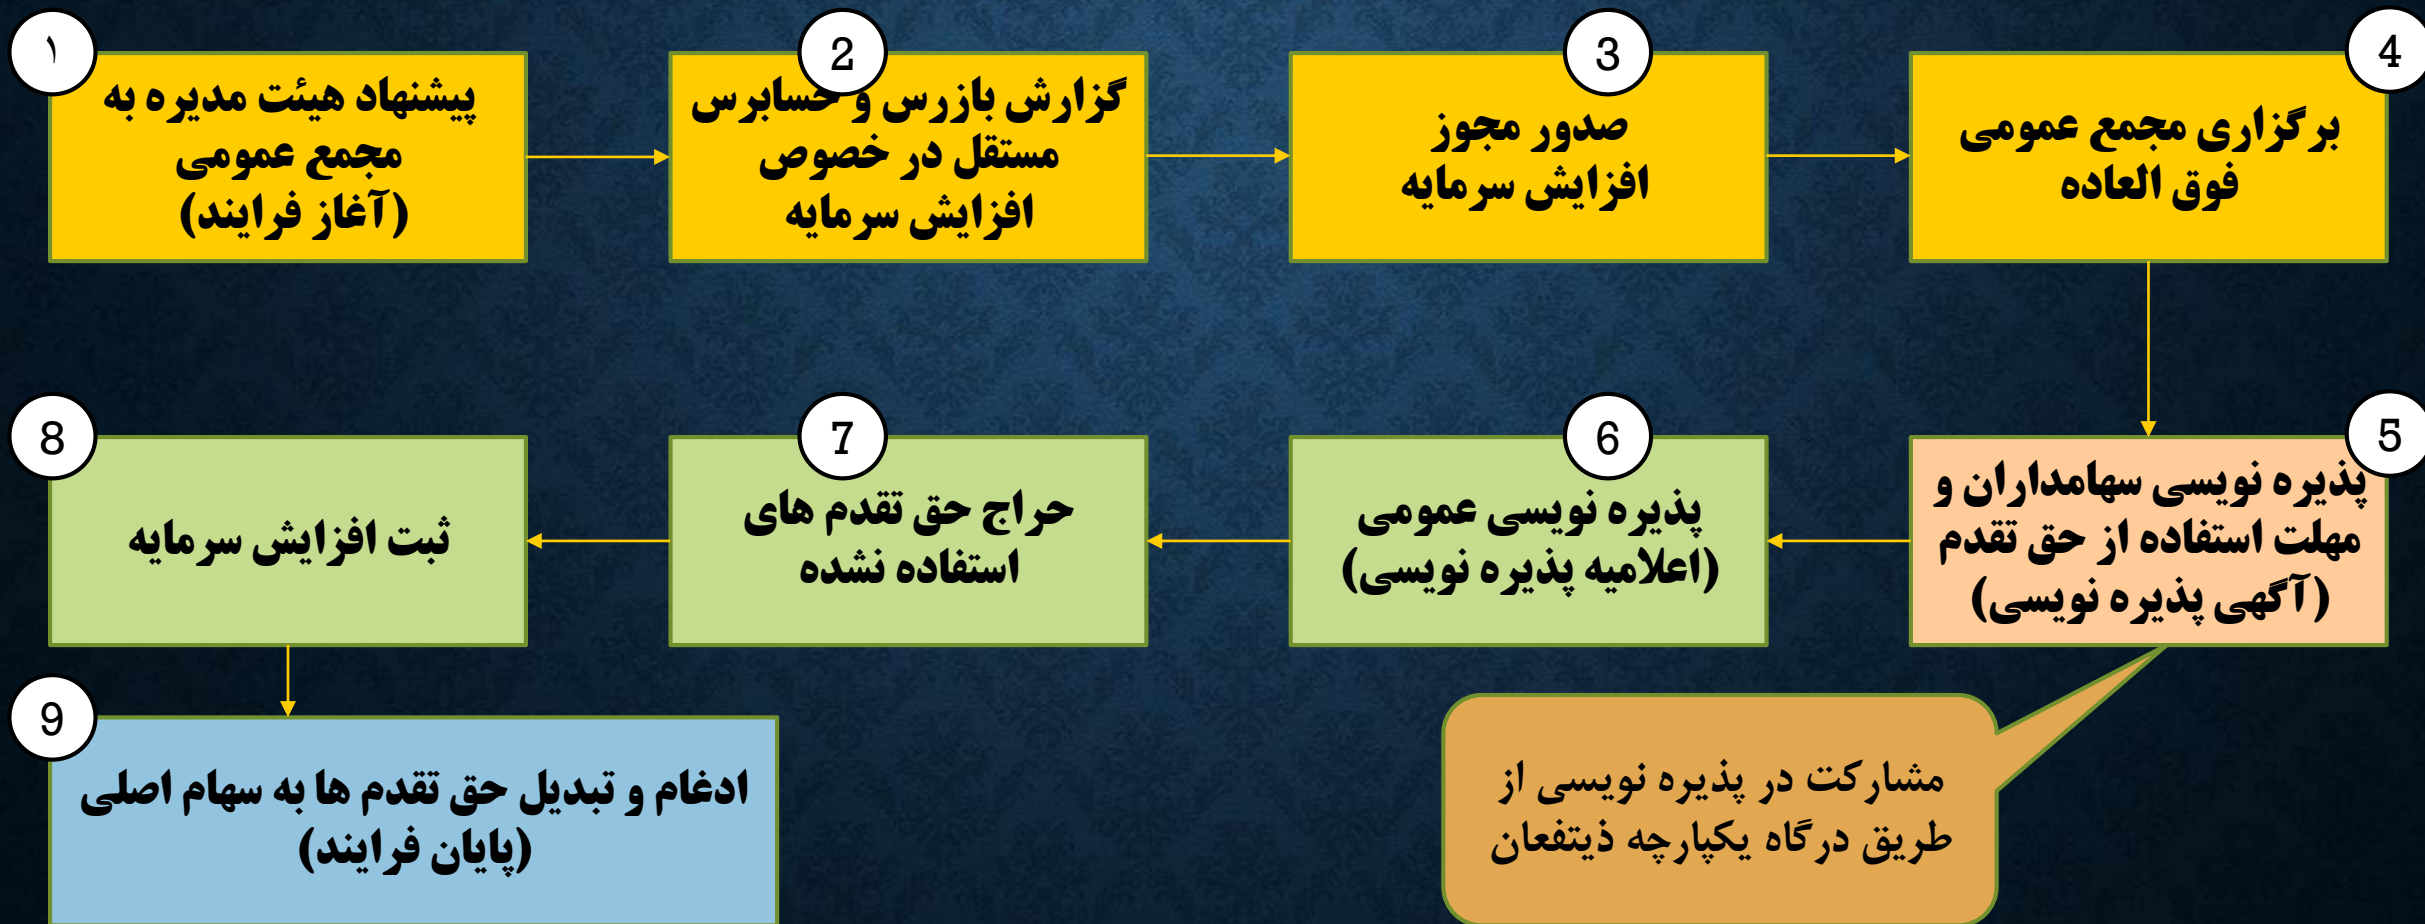 ۱
پیشنهاد هیئت مدیره به
مجمع عمومی
(آغاز فرایند)
2
گزارش بازرس و حسابرس
مستقل در خصوص
افزایش سرمایه
3
صدور مجوز
افزایش سرمایه
4
برگزاری مجمع عمومی
فوق العاده
5
پذیره نویسی سهامداران و
مهلت استفاده از حق تقدم
(آگهی پذیره نویسی)
6
پذیره نویسی عمومی
(اعلامیه پذیره نویسی)
7
حراج حق تقدم های
استفاده نشده
8
ثبت افزایش سرمایه
9
ادغام و تبدیل حق تقدم ها به سهام اصلی
(پایان فرایند)
مشارکت در پذیره نویسی از
طریق درگاه یکپارچه ذیتفعان